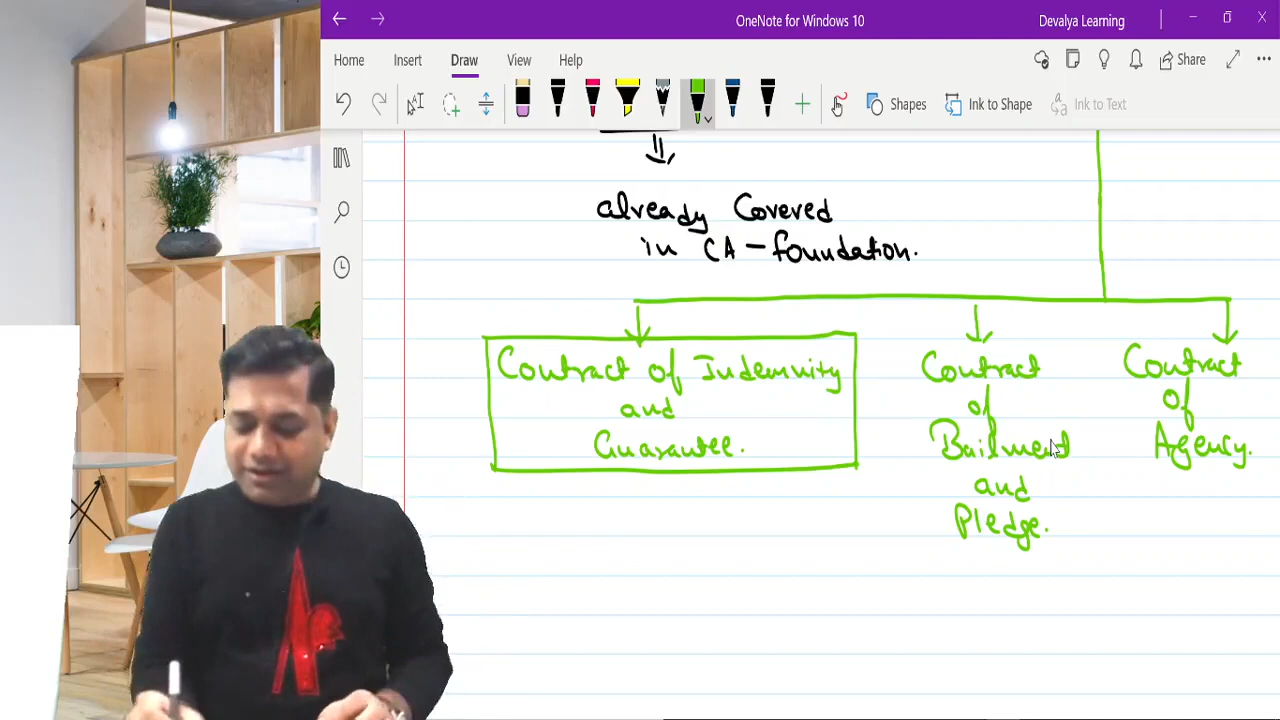 OneNote for Windows 10
Devalya Learning
Home
Insert
Draw
View
Help
Share
Shapes
Ink to Shape
Ink to Text
already Covered
in CA - foundation.
Contract of Indemnity
and
Guarantee.
Contract
of
Bailment
and
Pledge.
Contract
of
Agency.